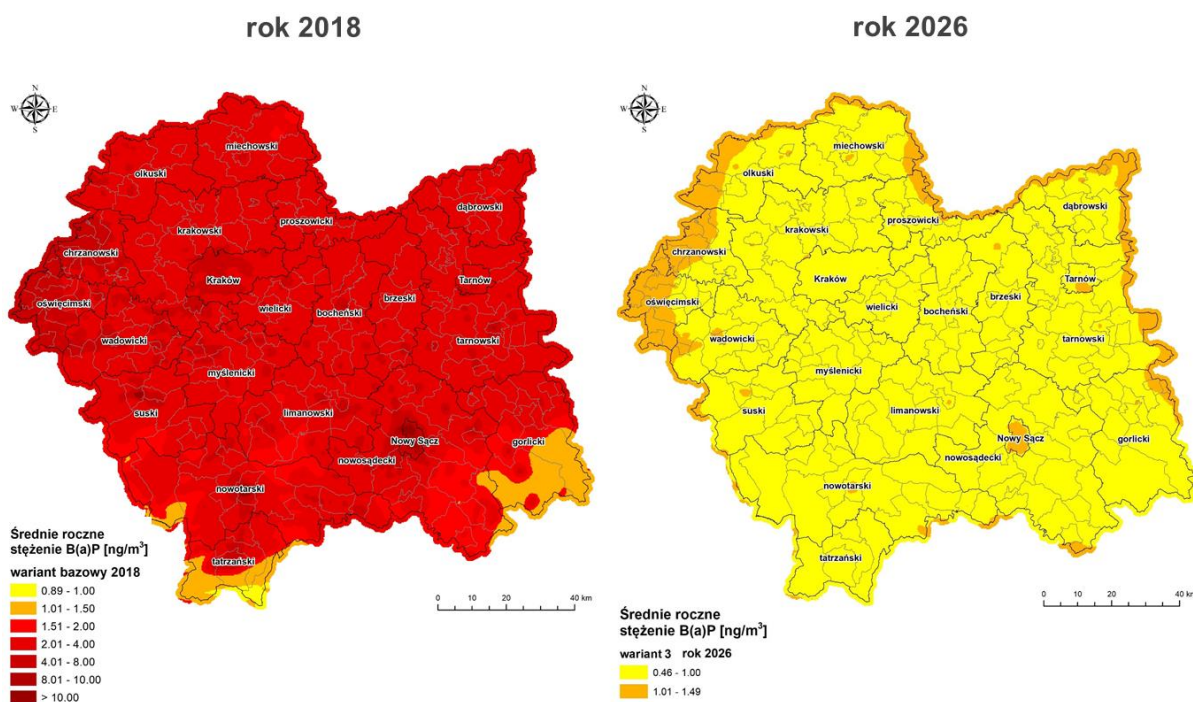 rok 2018
N
W E
S
miechowski
olkuski
dąbrowski
proszowicki
krakowski
chrzanowski
Kraków
Tarnów
oświęcimski
brzeski
wielicki
bocheński
wadowicki
tarnowski
myślenicki
suski
limanowski
Nowy Sącz
gorlicki
nowosądecki
nowotarski
tatrzański
Średnie roczne
stężenie B(a)P [ng/m³]
wariant bazowy 2018
0.89 - 1.00
1.01 - 1.50
1.51 - 2.00
2.01 - 4.00
4.01 - 8.00
8.01 - 10.00
> 10.00
0 10 20 40 km
rok 2026
N
W E
S
miechowski
olkuski
dąbrowski
proszowicki
krakowski
chrzanowski
Kraków
Tarnów
oświęcimski
brzeski
wielicki
bocheński
wadowicki
tarnowski
myślenicki
suski
limanowski
Nowy Sącz
gorlicki
nowosądecki
nowotarski
tatrzański
0 10 20 40 km
Średnie roczne
stężenie B(a)P [ng/m³]
wariant 3 rok 2026
0.46 - 1.00
1.01 - 1.49